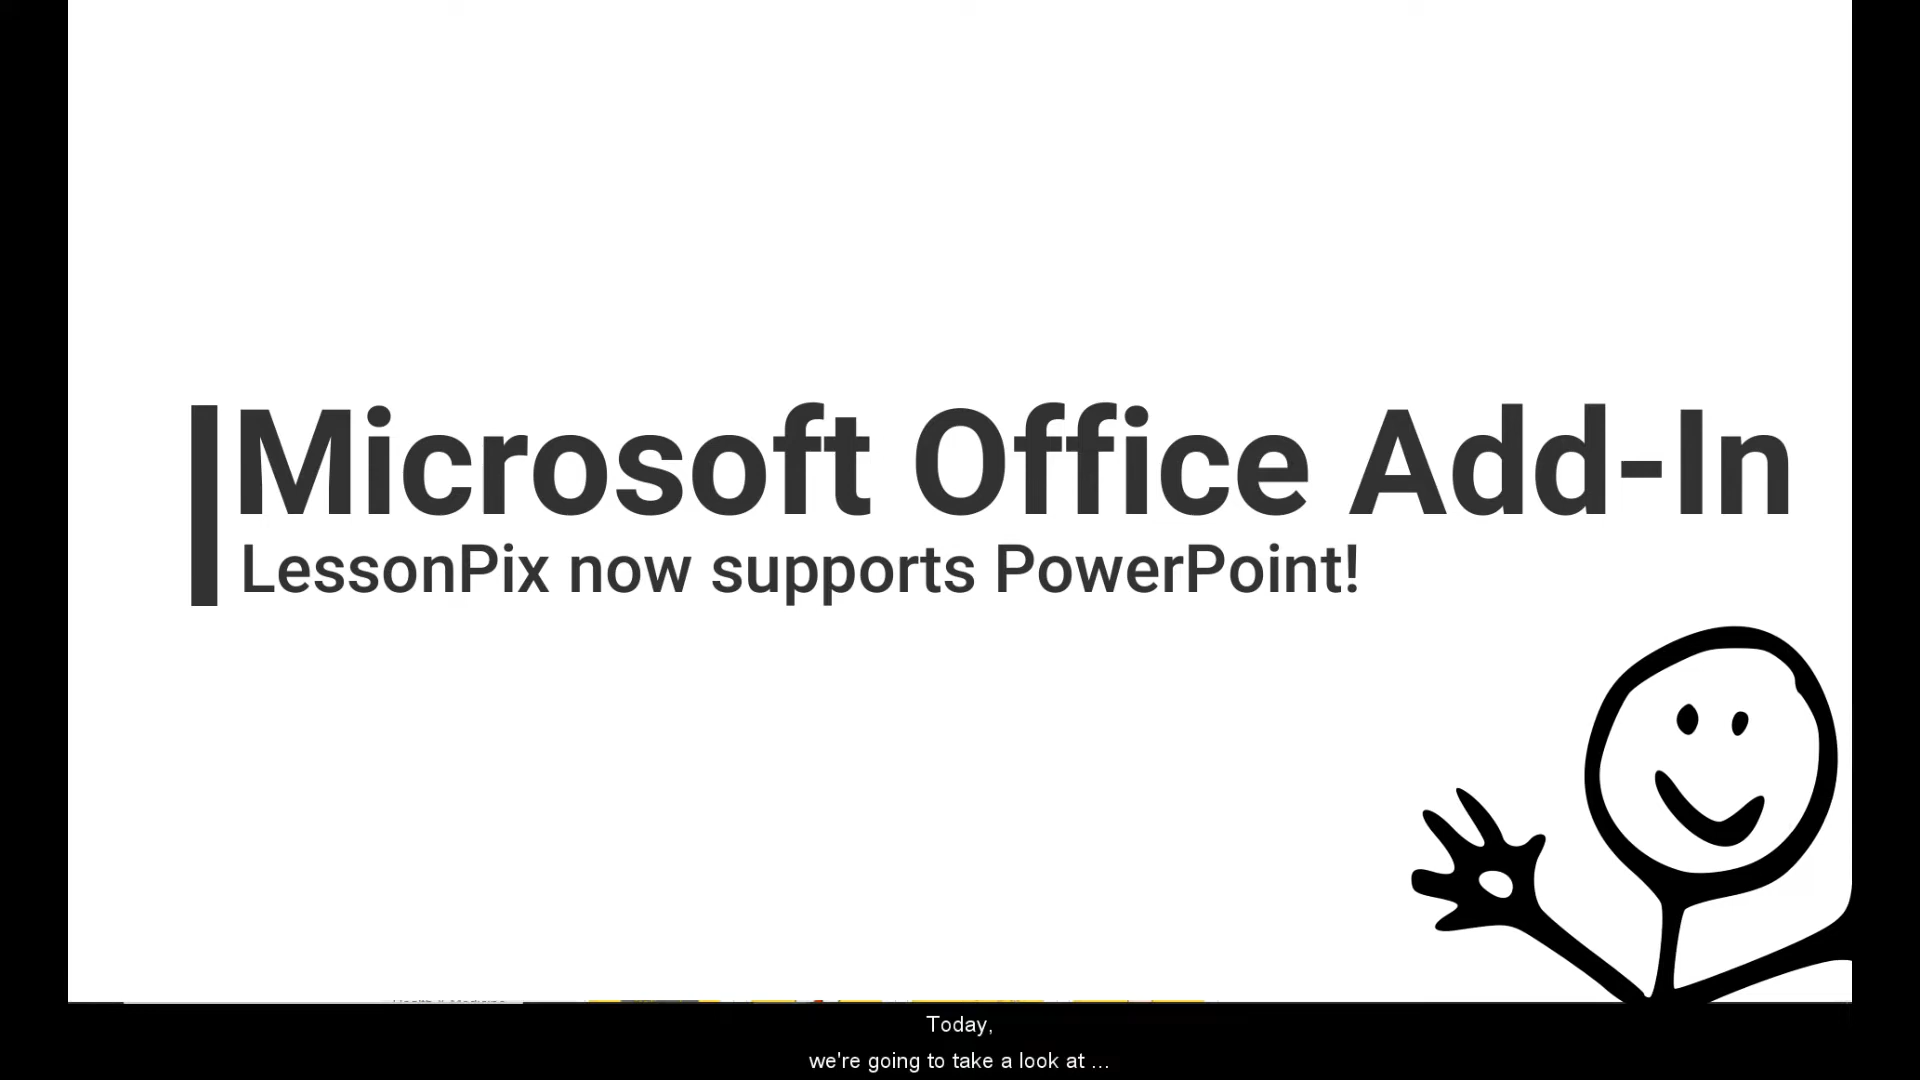 Microsoft Office Add-In
LessonPix now supports PowerPoint!
Today,
we're going to take a look at ...